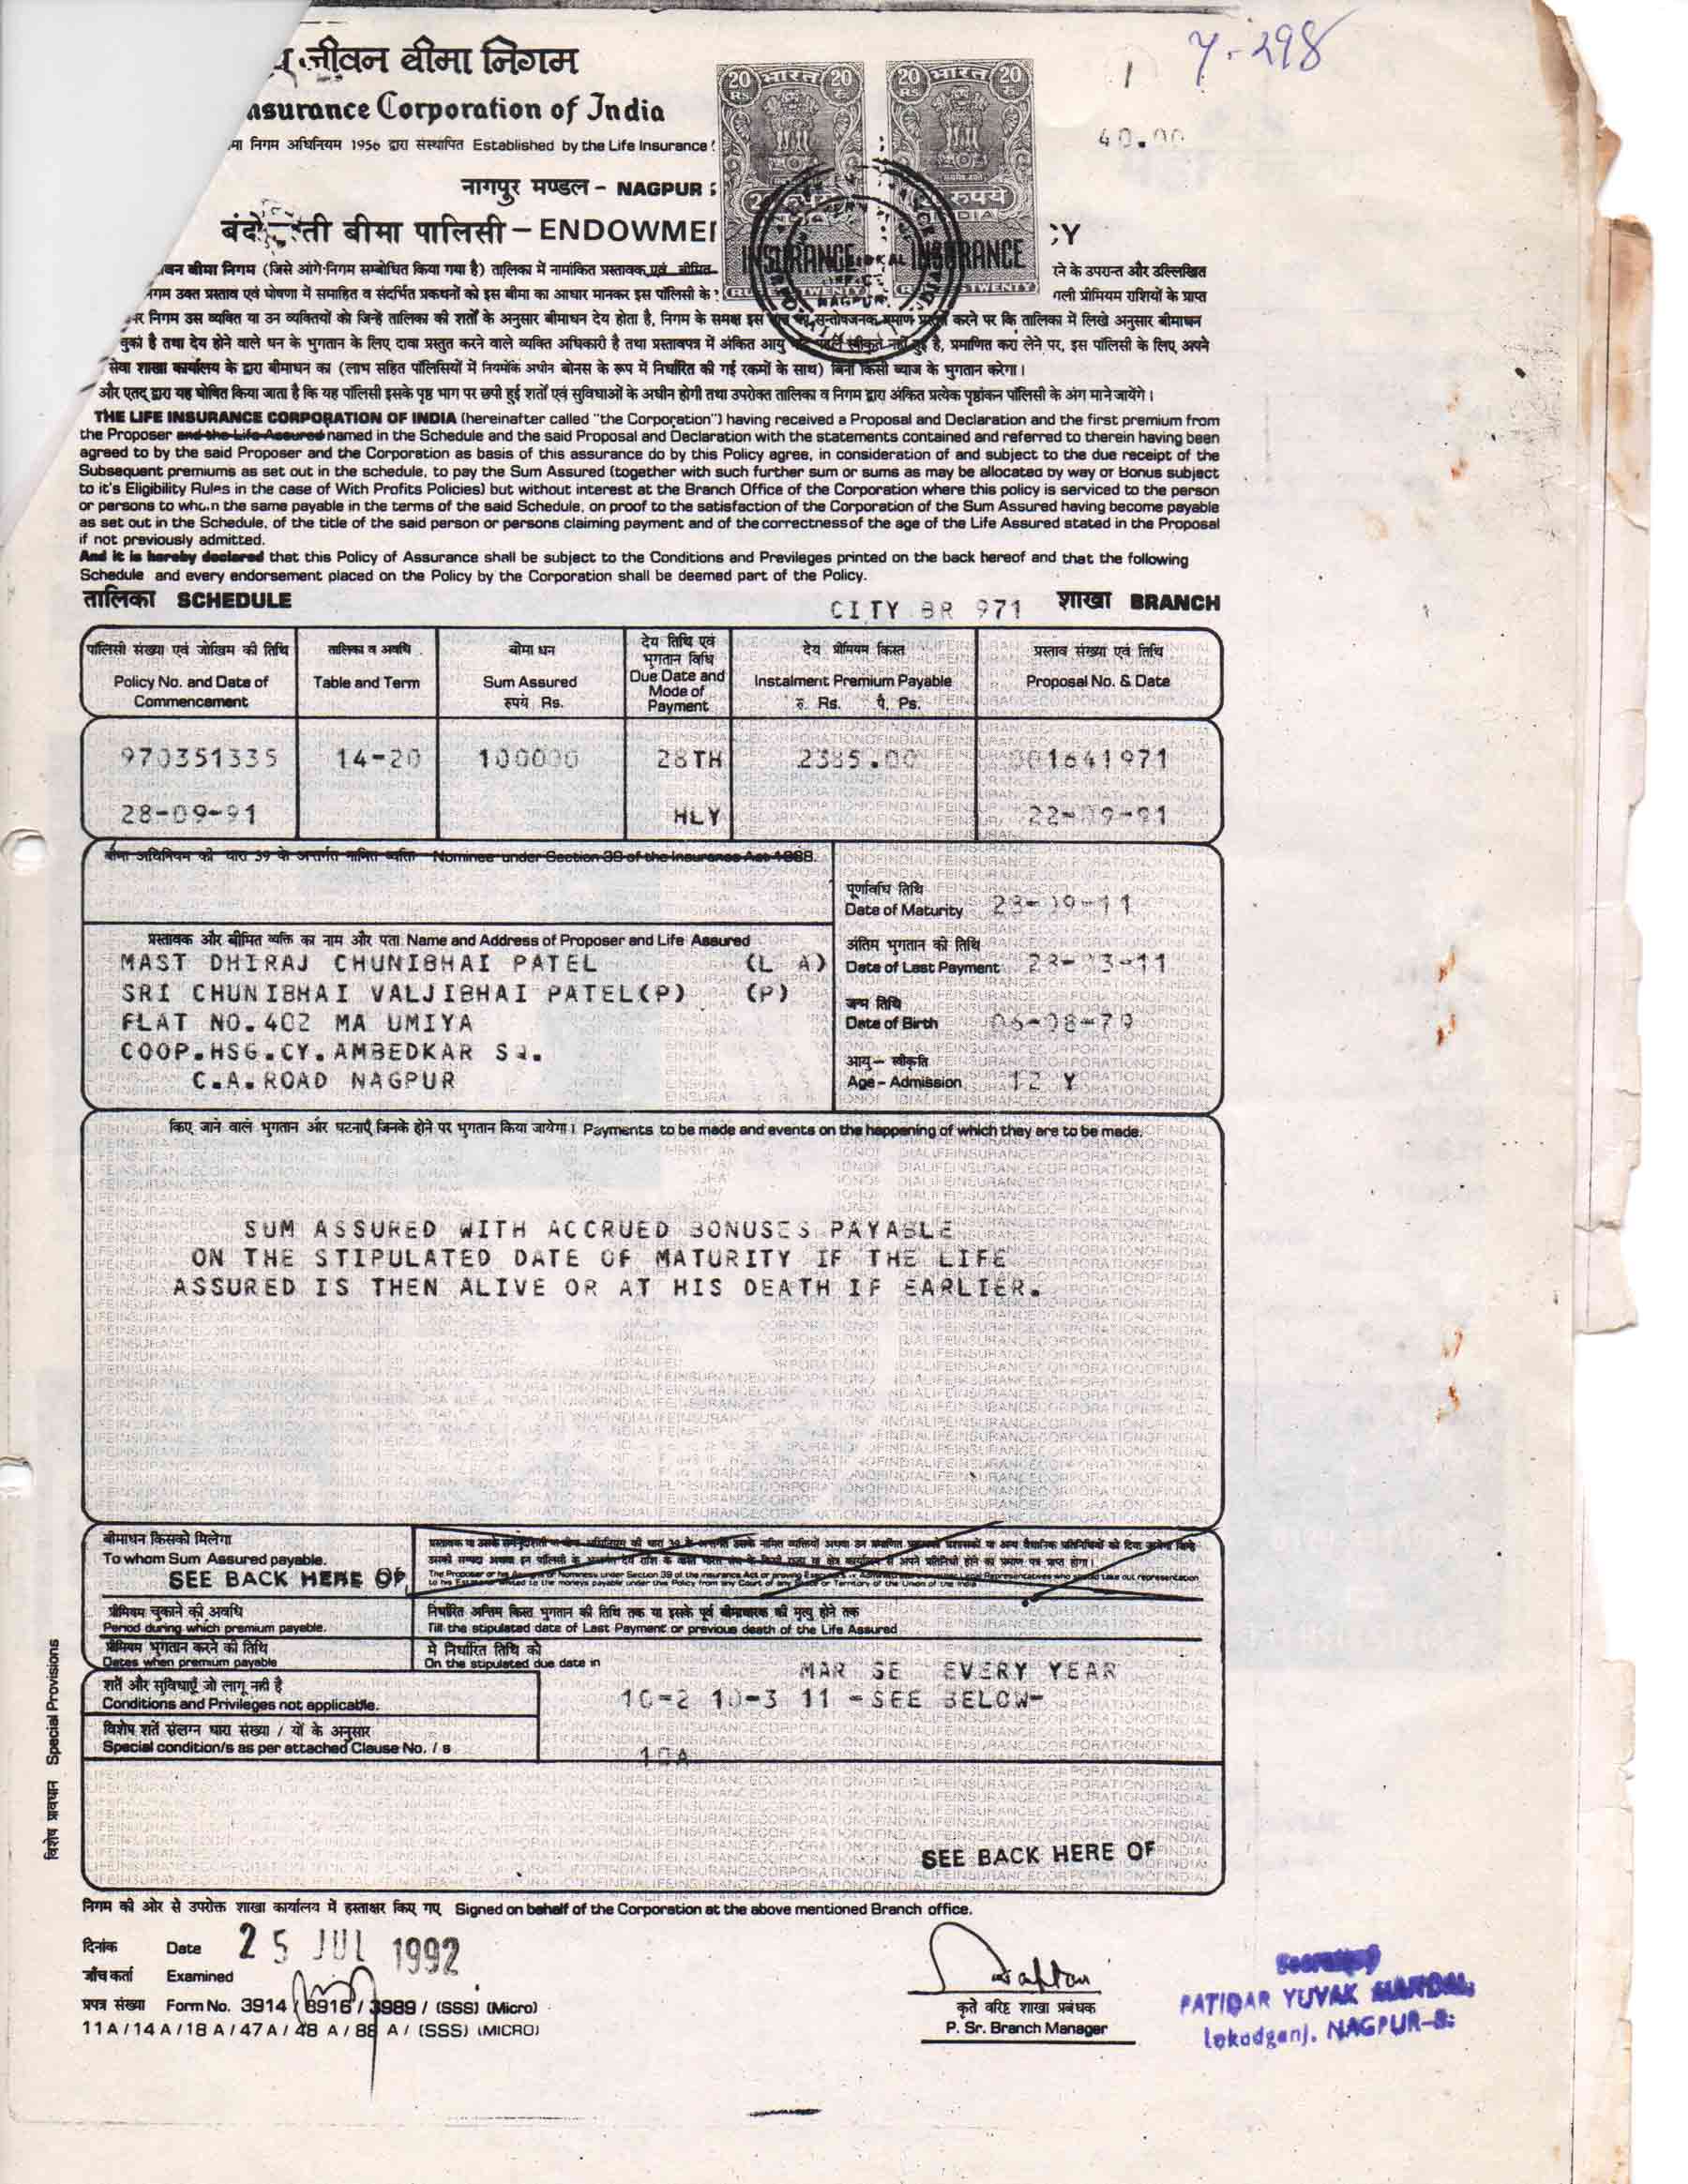 7-298
1
40.00
जीवन बीमा निगम
nsurance Corporation of India
मा निगम अधिनियम 1956 द्वारा संस्थापित Established by the Life Insurance
नागपुर मण्डल – NAGPUR
ती बीमा पालिसी – ENDOWME
CY
20 भारत 20
RS रु
20 भारत 20
RS रु
रुपये
INDIA
INSURANCE
INSURANCE
TWENTY
NAGPUR
वन बीमा निगम (जिसे आगे-निगम सम्बोधित किया गया है) तालिका में नामांकित प्रस्तावक एवं बीमित रने के उपरान्त और उल्लिखित
निगम उक्त प्रस्ताव एवं घोषणा में समाहित व संदर्भित प्रकथनों को इस बीमा का आधार मानकर इस पॉलिसी के गली प्रीमियम राशियों के प्राप्त
पर निगम उस व्यक्ति या उन व्यक्तियों को जिन्हें तालिका की शर्तों के अनुसार बीमाधन देय होता है, निगम के समक्ष इस सन्तोषजनक प्रमाण करने पर कि तालिका में लिखे अनुसार बीमाधन
चुका है तथा देय होने वाले धन के भुगतान के लिए दावा प्रस्तुत करने वाले व्यक्ति अधिकारी है तथा प्रस्तावपत्र में अंकित आयु है, प्रमाणित करा लेने पर, इस पॉलिसी के लिए अपने
सेवा शाखा कार्यालय के द्वारा बीमाधन का (लाभ सहित पॉलिसियों में नियमोंके अधीन बोनस के रूप में निर्धारित की गई रकमों के साथ) बिना किसी ब्याज के भुगतान करेगा।
और एतद् द्वारा यह घोषित किया जाता है कि यह पॉलिसी इसके पृष्ठ भाग पर छपी हुई शर्तों एवं सुविधाओं के अधीन होगी तथा उपरोक्त तालिका व निगम द्वारा अंकित प्रत्येक पृष्ठांकन पॉलिसी के अंग माने जायेंगे।
THE LIFE INSURANCE CORPORATION OF INDIA (hereinafter called "the Corporation") having received a Proposal and Declaration and the first premium from
the Proposer and the Life Assured named in the Schedule and the said Proposal and Declaration with the statements contained and referred to therein having been
agreed to by the said Proposer and the Corporation as basis of this assurance do by this Policy agree, in consideration of and subject to the due receipt of the
Subsequent premiums as set out in the schedule, to pay the Sum Assured (together with such further sum or sums as may be allocated by way or Bonus subject
to it's Eligibility Rules in the case of With Profits Policies) but without interest at the Branch Office of the Corporation where this policy is serviced to the person
or persons to whom the same payable in the terms of the said Schedule, on proof to the satisfaction of the Corporation of the Sum Assured having become payable
as set out in the Schedule, of the title of the said person or persons claiming payment and of the correctness of the age of the Life Assured stated in the Proposal
if not previously admitted.
And it is hereby declared that this Policy of Assurance shall be subject to the Conditions and Previleges printed on the back hereof and that the following
Schedule and every endorsement placed on the Policy by the Corporation shall be deemed part of the Policy.
तालिका SCHEDULE CITY BR 971 शाखा BRANCH
पॉलिसी संख्या एवं जोखिम की तिथि
Policy No. and Date of
Commencement
तालिका व अवधि
Table and Term
बीमा धन
Sum Assured
रुपये Rs.
देय तिथि एवं
भुगतान विधि
Due Date and
Mode of
Payment
देय प्रीमियम किस्त
Instalment Premium Payable
रु. Rs. पै. Ps.
प्रस्ताव संख्या एवं तिथि
Proposal No. & Date
970351335 14-20 100000 28TH 2385.00 001641971
28-09-91 HLY 22-09-91
बीमा अधिनियम की धारा 39 के अन्तर्गत नामित व्यक्ति Nominee under Section 39 of the Insurance Act 1938.
पूर्णावधि तिथि
Date of Maturity 28-09-11
अंतिम भुगतान की तिथि
Date of Last Payment 28-03-11
जन्म तिथि
Date of Birth 06-08-79
आयु – स्वीकृति
Age – Admission 12 Y
प्रस्तावक और बीमित व्यक्ति का नाम और पता Name and Address of Proposer and Life Assured
MAST DHIRAJ CHUNIBHAI PATEL (L A)
SRI CHUNIBHAI VALJIBHAI PATEL(P) (P)
FLAT NO.402 MA UMIYA
COOP.HSG.CY.AMBEDKAR SQ.
C.A.ROAD NAGPUR
किए जाने वाले भुगतान और घटनाएँ जिनके होने पर भुगतान किया जायेगा। Payments to be made and events on the happening of which they are to be made.
SUM ASSURED WITH ACCRUED BONUSES PAYABLE
ON THE STIPULATED DATE OF MATURITY IF THE LIFE
ASSURED IS THEN ALIVE OR AT HIS DEATH IF EARLIER.
बीमाधन किसको मिलेगा
To whom Sum Assured payable.
SEE BACK HERE OF
प्रीमियम चुकाने की अवधि
Period during which premium payable.
निर्धारित अन्तिम किस्त भुगतान की तिथि तक या इसके पूर्व बीमाधारक की मृत्यु होने तक
Till the stipulated date of Last Payment or previous death of the Life Assured
प्रीमियम भुगतान करने की तिथि
Dates when premium payable
मे निर्धारित तिथि को
On the stipulated due date in MAR SE EVERY YEAR
शर्ते और सुविधाएँ जो लागू नही है
Conditions and Privileges not applicable.
10-2 10-3 11 -SEE BELOW-
विशेष शर्ते संलग्न धारा संख्या / यों के अनुसार
Special condition/s as per attached Clause No. / s
10A
विशेष प्रावधान Special Provisions
SEE BACK HERE OF
निगम की ओर से उपरोक्त शाखा कार्यालय में हस्ताक्षर किए गए Signed on behalf of the Corporation at the above mentioned Branch office.
दिनांक Date 25 JUL 1992
जाँच कर्ता Examined
प्रपत्र संख्या Form No. 3914 / 8916 / 3989 / (SSS) (Micro)
11A / 14 A / 18 A / 47 A / 48 A / 88 A / (SSS) (MICRO)
कृते वरिष्ट शाखा प्रबंधक
P. Sr. Branch Manager
Secretary
PATIDAR YUVAK MANDAL
Lakadganj, NAGPUR-8.